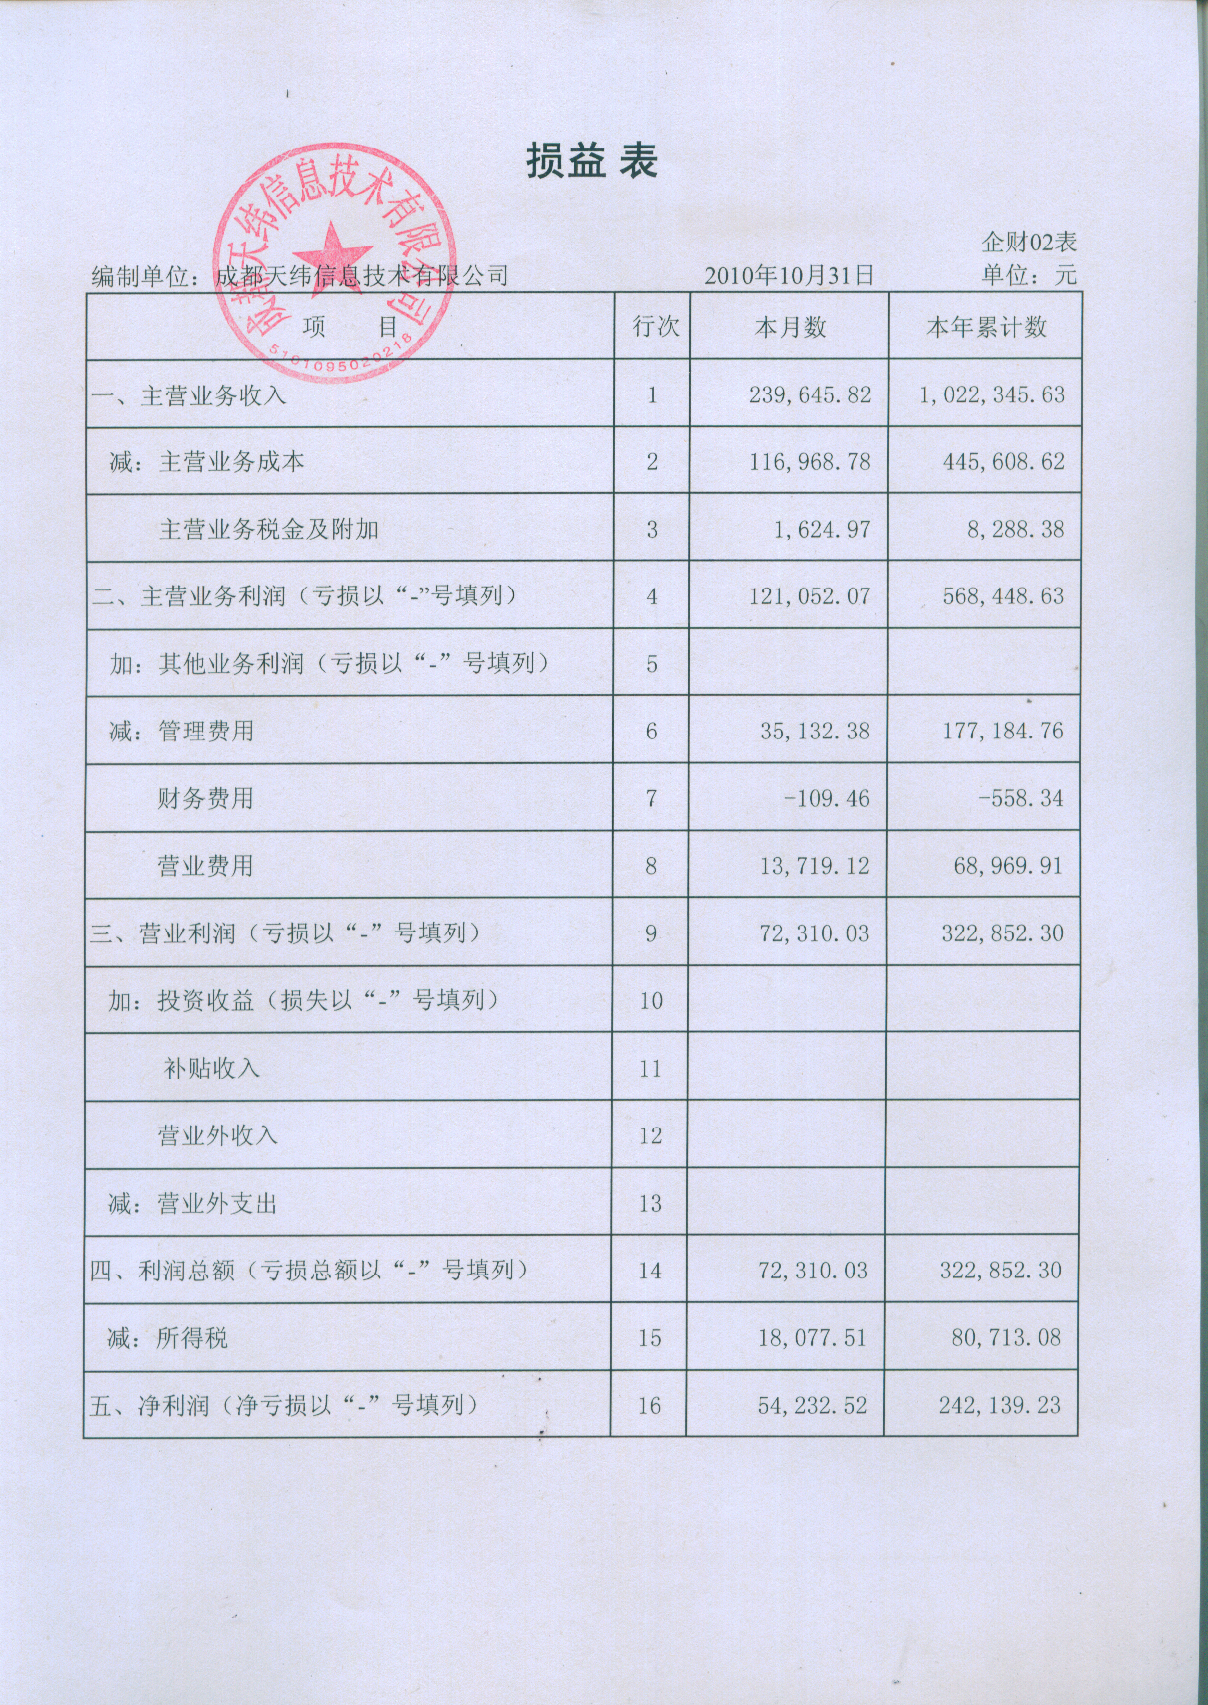 损益表
成都天纬信息技术有限公司
5101095020218
企财02表
编制单位：成都天纬信息技术有限公司 2010年10月31日 单位：元
项 目 行次 本月数 本年累计数
一、主营业务收入 1 239,645.82 1,022,345.63
减：主营业务成本 2 116,968.78 445,608.62
主营业务税金及附加 3 1,624.97 8,288.38
二、主营业务利润（亏损以“-”号填列） 4 121,052.07 568,448.63
加：其他业务利润（亏损以“-”号填列） 5
减：管理费用 6 35,132.38 177,184.76
财务费用 7 -109.46 -558.34
营业费用 8 13,719.12 68,969.91
三、营业利润（亏损以“-”号填列） 9 72,310.03 322,852.30
加：投资收益（损失以“-”号填列） 10
补贴收入 11
营业外收入 12
减：营业外支出 13
四、利润总额（亏损总额以“-”号填列） 14 72,310.03 322,852.30
减：所得税 15 18,077.51 80,713.08
五、净利润（净亏损以“-”号填列） 16 54,232.52 242,139.23